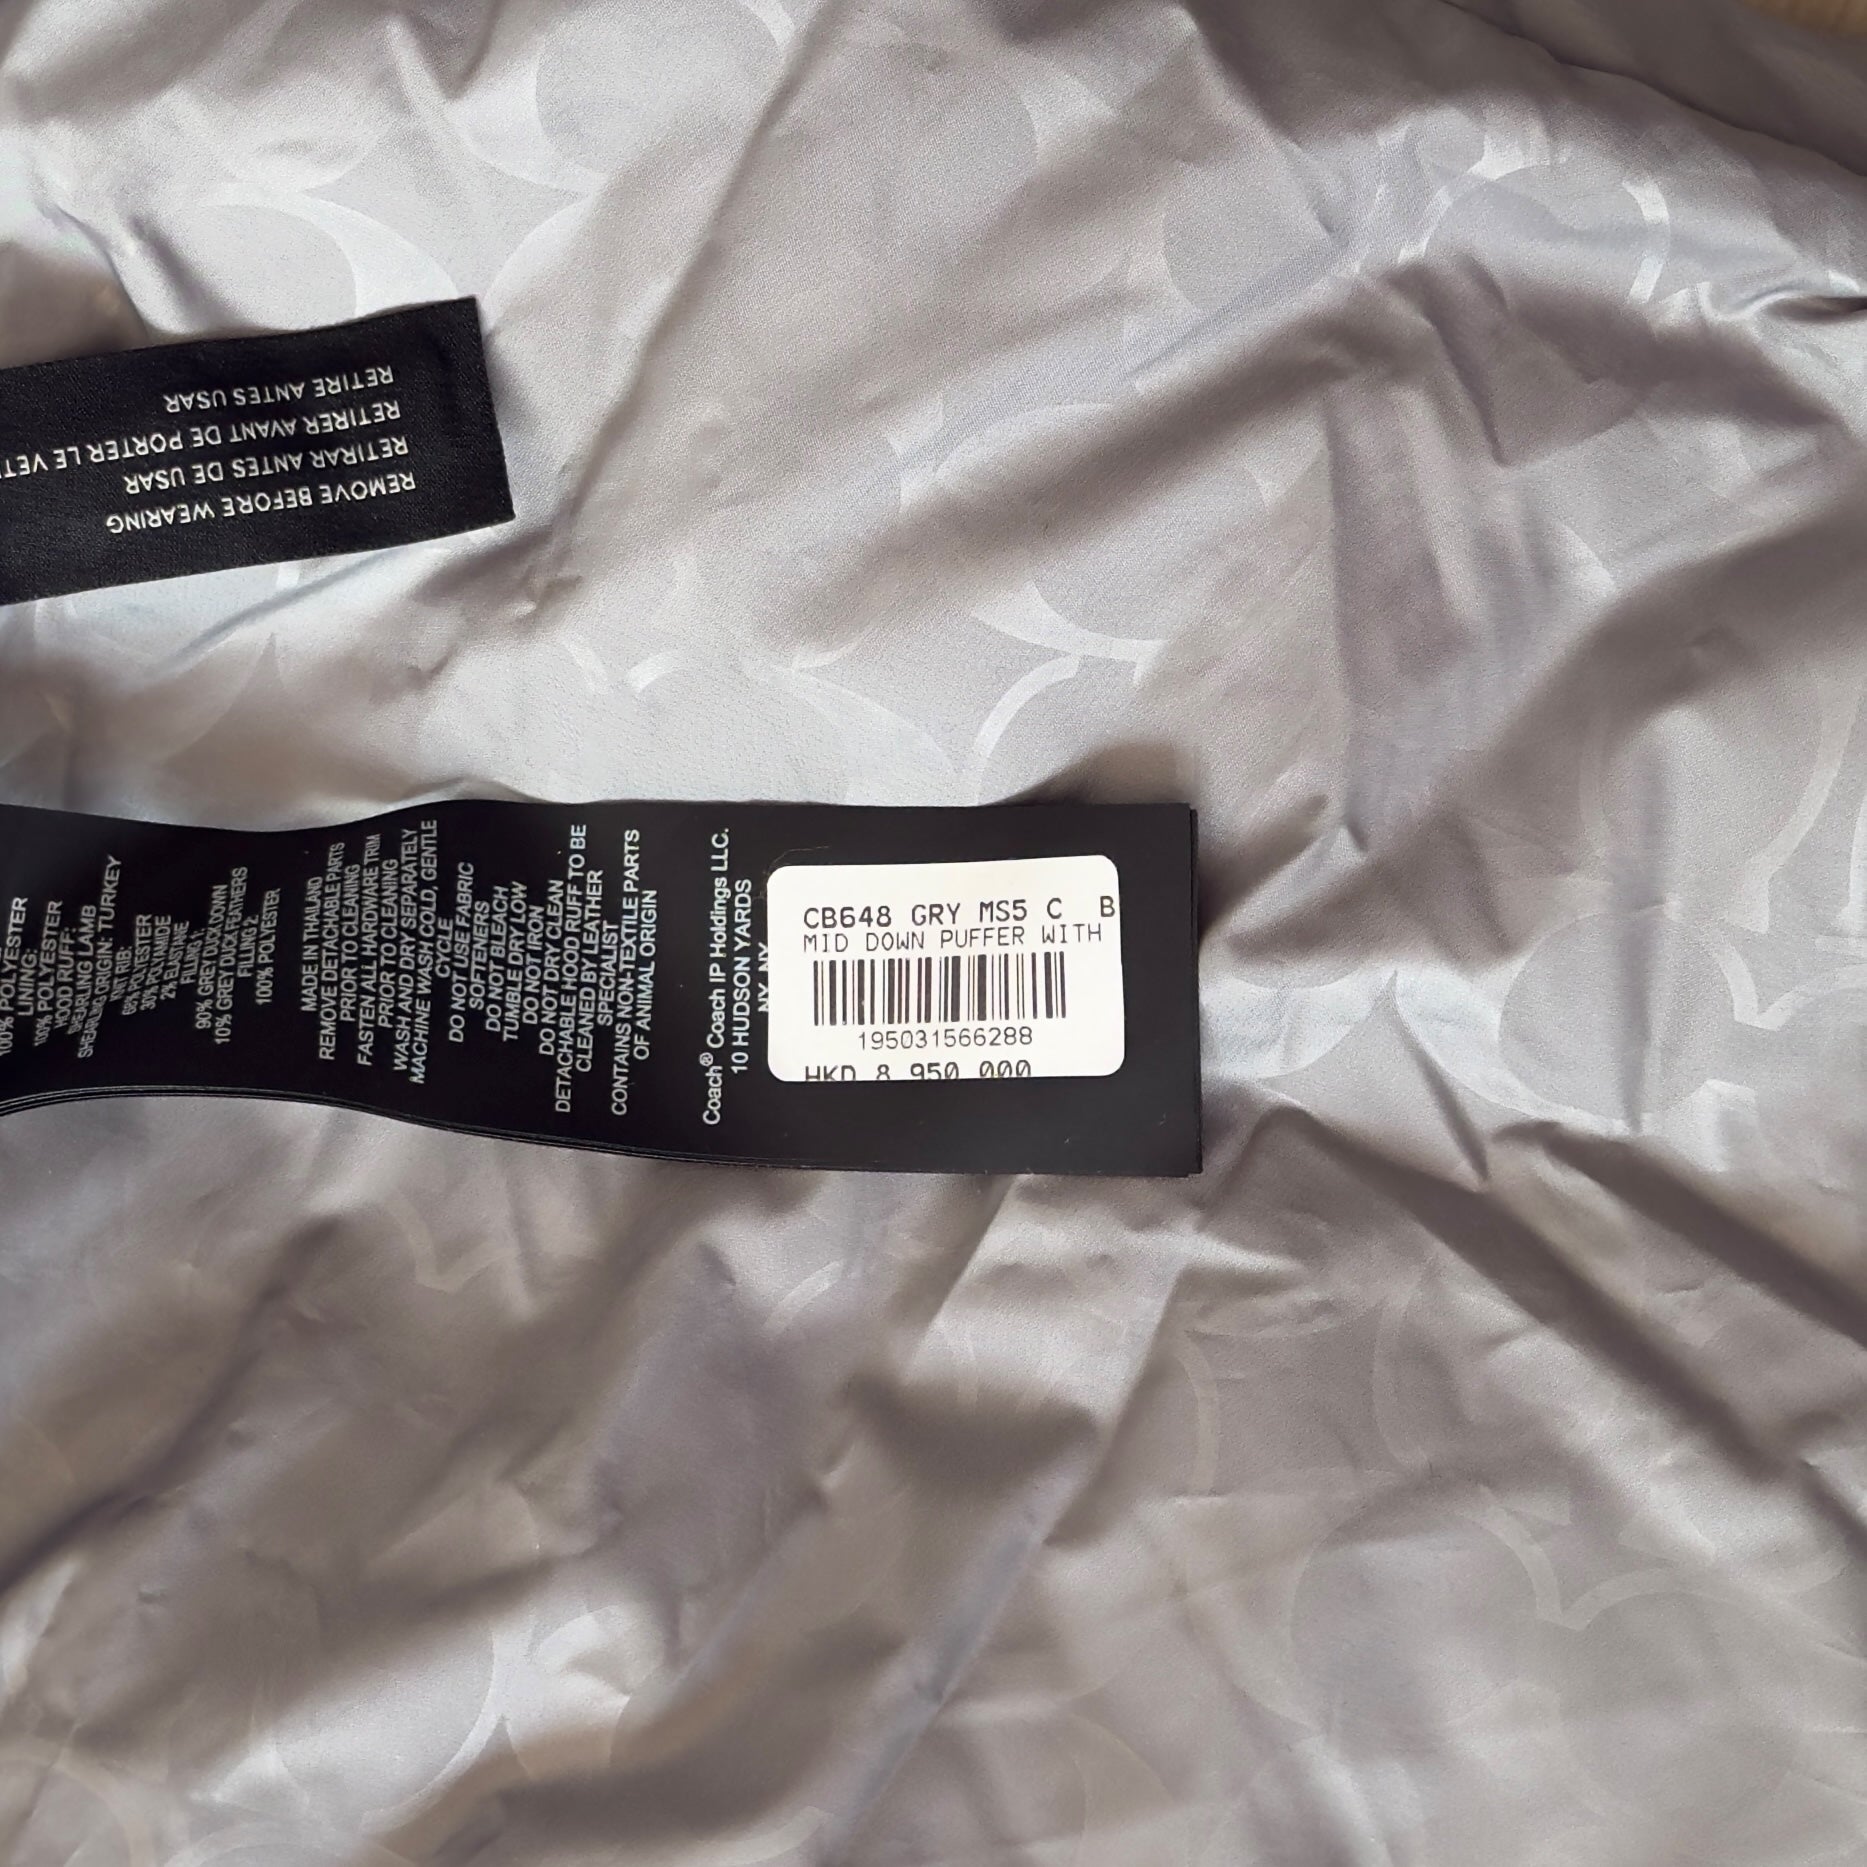 REMOVE BEFORE WEARING
RETIRAR ANTES DE USAR
RETIRER AVANT DE PORTER LE VETE
RETIRE ANTES USAR
100% POLYESTER
LINING:
100% POLYESTER
HOOD RUFF:
SHEARLING LAMB
SHEARLING ORIGIN: TURKEY
KNIT RIB:
68% POLYESTER
30% POLYAMIDE
2% ELASTANE
FILLING 1:
90% GREY DUCK DOWN
10% GREY DUCK FEATHERS
FILLING 2:
100% POLYESTER
MADE IN THAILAND
REMOVE DETACHABLE PARTS
PRIOR TO CLEANING
FASTEN ALL HARDWARE TRIM
PRIOR TO CLEANING
WASH AND DRY SEPARATELY
MACHINE WASH COLD, GENTLE
CYCLE
DO NOT USE FABRIC
SOFTENERS
DO NOT BLEACH
TUMBLE DRY LOW
DO NOT IRON
DO NOT DRY CLEAN
DETACHABLE HOOD RUFF TO BE
CLEANED BY LEATHER
SPECIALIST
CONTAINS NON-TEXTILE PARTS
OF ANIMAL ORIGIN
Coach® Coach IP Holdings LLC.
10 HUDSON YARDS
NY, NY
CB648 GRY MS5 C B
MID DOWN PUFFER WITH
195031566288
HKD 8 950 000